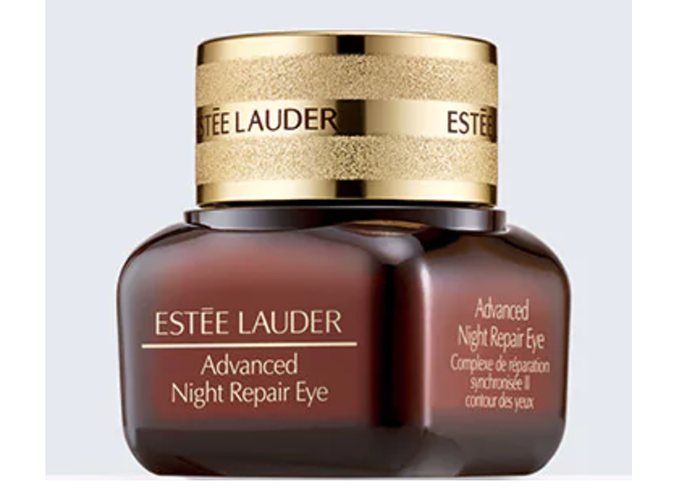 STĒE LAUDER ESTĒE
ESTĒE LAUDER
Advanced
Night Repair Eye
Advanced
Night Repair Eye
Complexe de réparation
synchronisée II
contour des yeux